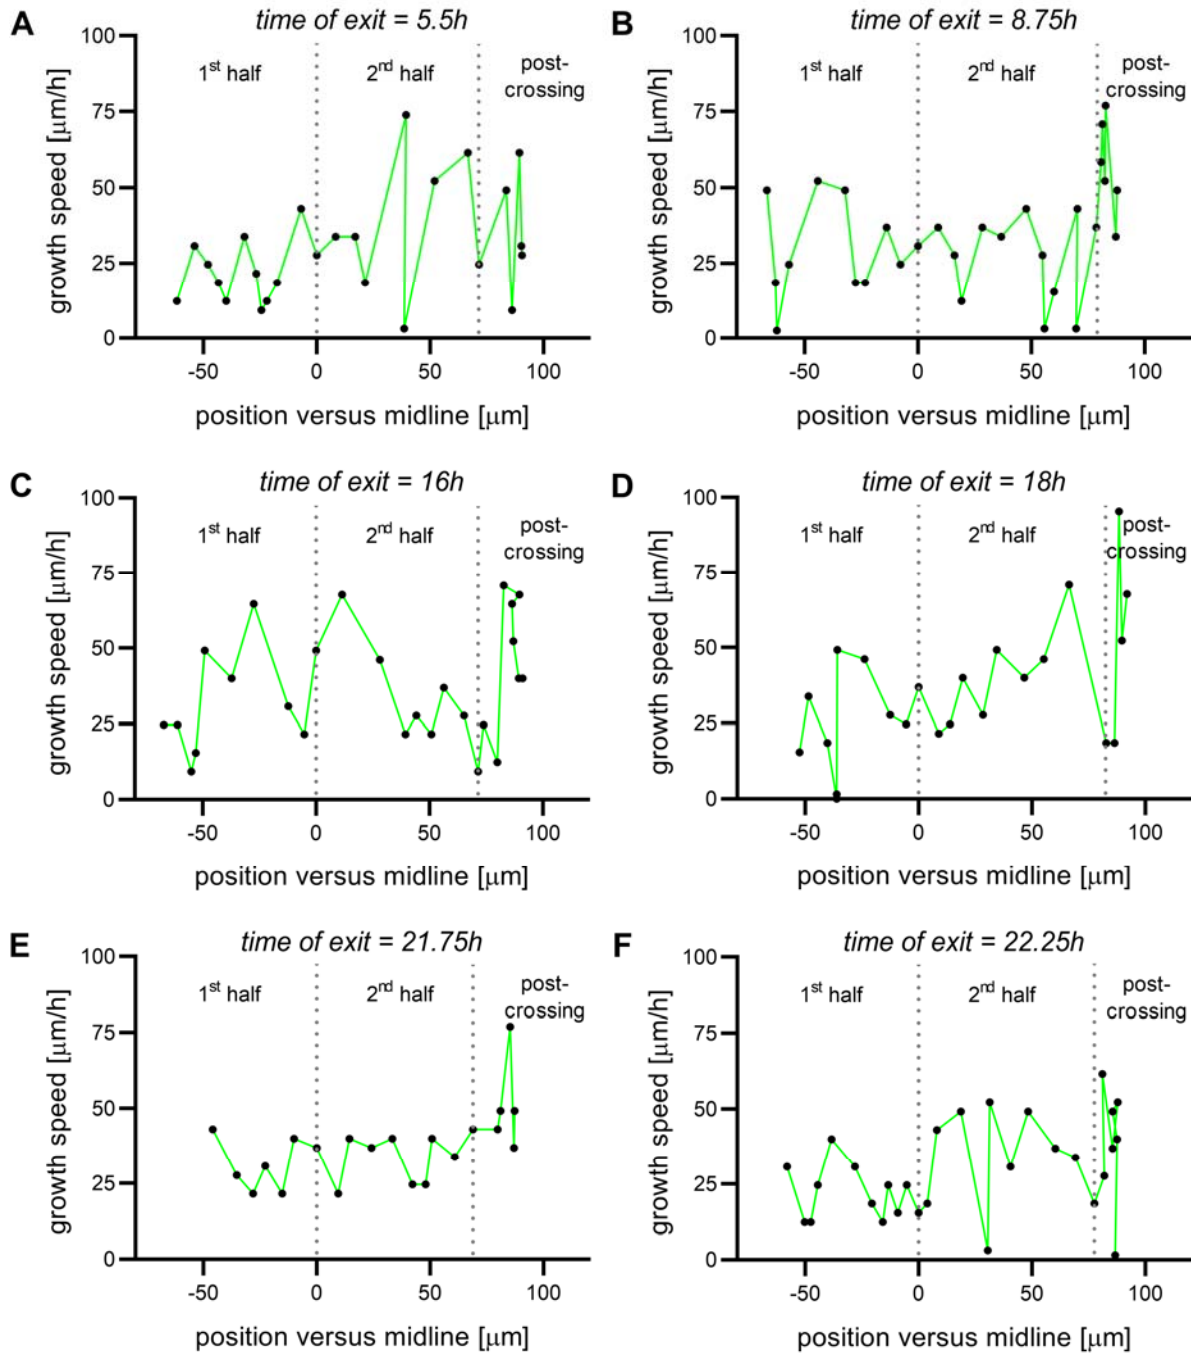 A
time of exit = 5.5h
growth speed [μm/h]
100
75
50
25
0
1st half
2nd half
post-
crossing
-50 0 50 100
position versus midline [μm]
B
time of exit = 8.75h
growth speed [μm/h]
100
75
50
25
0
1st half
2nd half
post-
crossing
-50 0 50 100
position versus midline [μm]
C
time of exit = 16h
growth speed [μm/h]
100
75
50
25
0
1st half
2nd half
post-
crossing
-50 0 50 100
position versus midline [μm]
D
time of exit = 18h
growth speed [μm/h]
100
75
50
25
0
1st half
2nd half
post-
crossing
-50 0 50 100
position versus midline [μm]
E
time of exit = 21.75h
growth speed [μm/h]
100
75
50
25
0
1st half
2nd half
post-
crossing
-50 0 50 100
position versus midline [μm]
F
time of exit = 22.25h
growth speed [μm/h]
100
75
50
25
0
1st half
2nd half
post-
crossing
-50 0 50 100
position versus midline [μm]